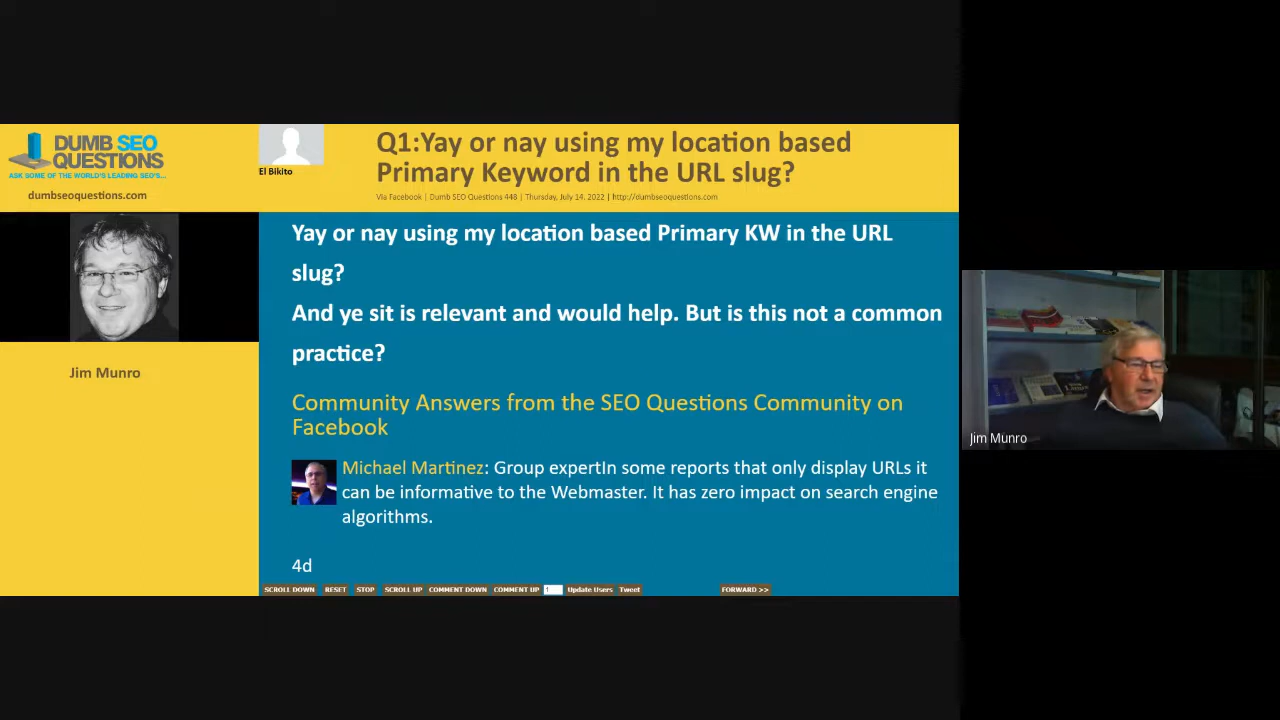 DUMB SEO
QUESTIONS
ASK SOME OF THE WORLD'S LEADING SEO'S...
dumbseoquestions.com
El Bikito
Q1:Yay or nay using my location based
Primary Keyword in the URL slug?
Via Facebook | Dumb SEO Questions 448 | Thursday, July 14, 2022 | http://dumbseoquestions.com
Jim Munro
Yay or nay using my location based Primary KW in the URL
slug?
And ye sit is relevant and would help. But is this not a common
practice?
Community Answers from the SEO Questions Community on
Facebook
Michael Martinez: Group expertIn some reports that only display URLs it
can be informative to the Webmaster. It has zero impact on search engine
algorithms.
4d
SCROLL DOWN RESET STOP SCROLL UP COMMENT DOWN COMMENT UP Update Users Tweet FORWARD >>
Jim Munro